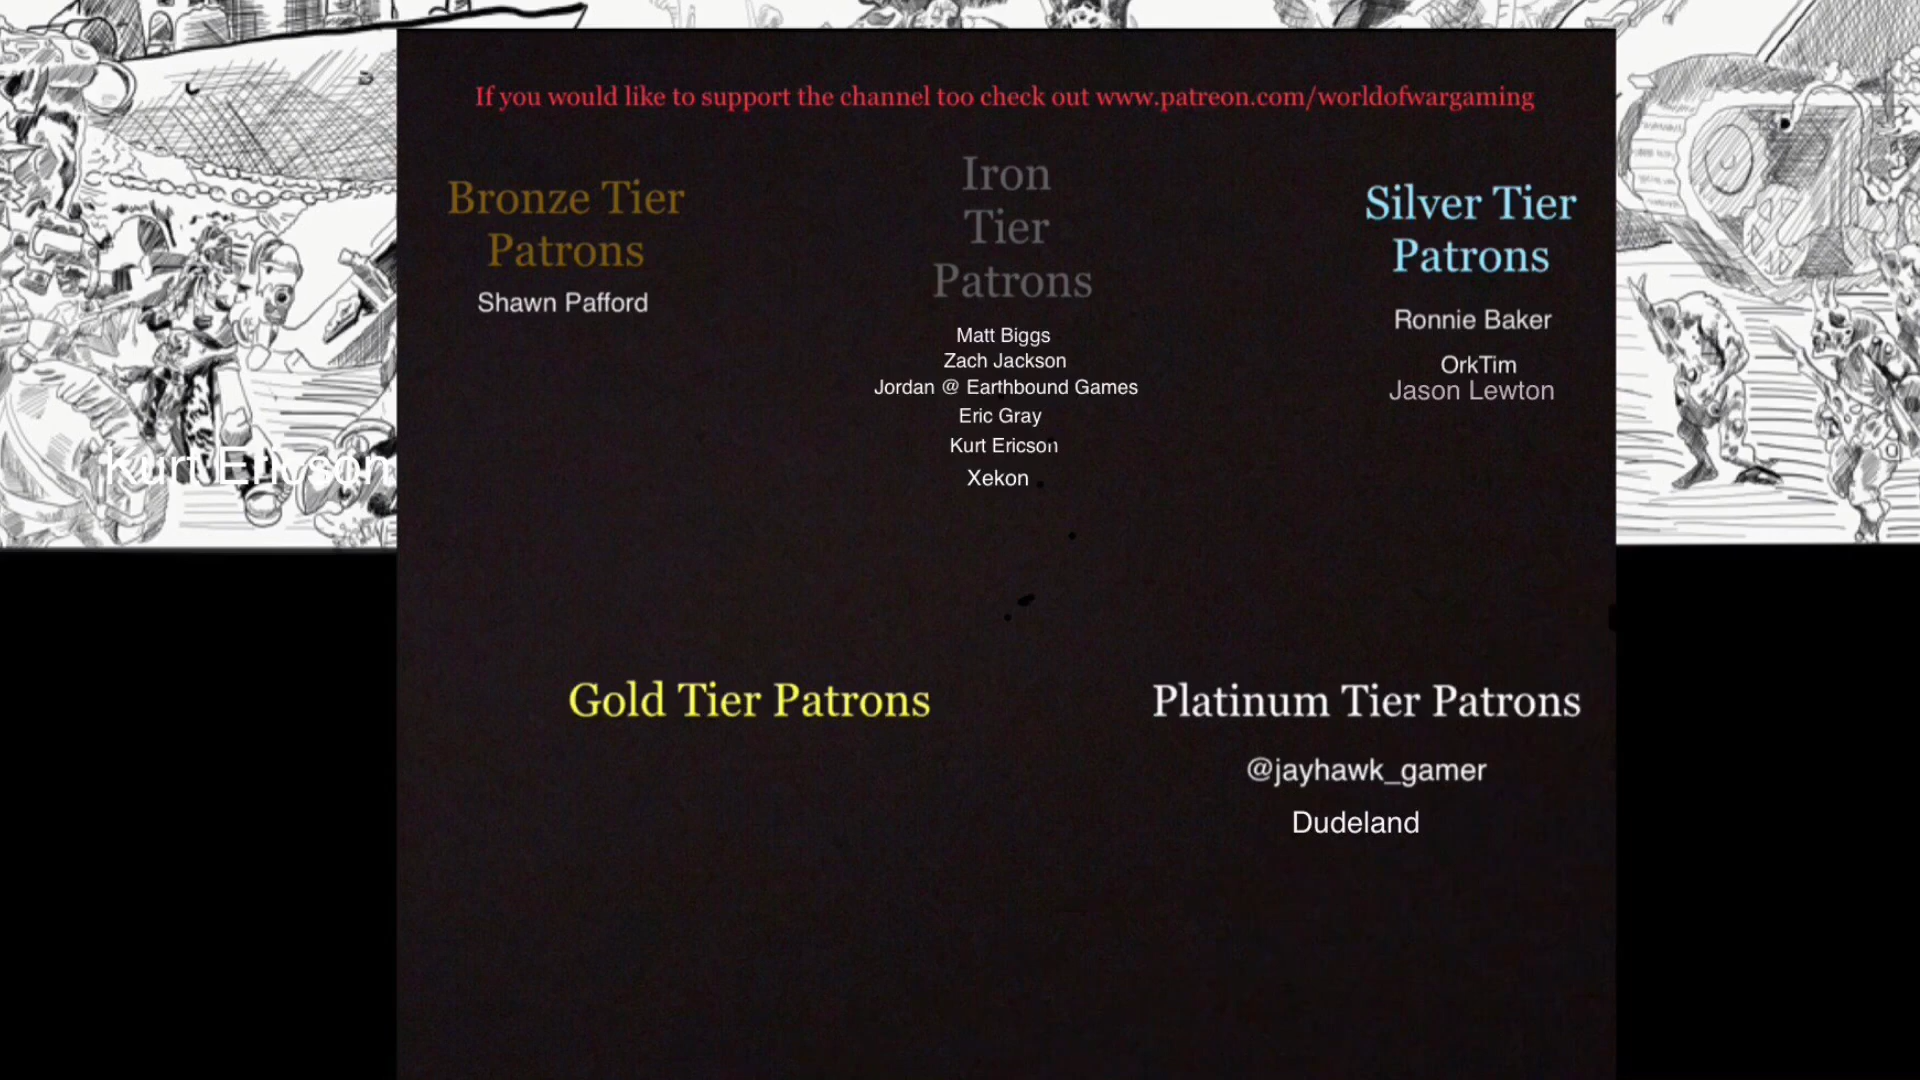 If you would like to support the channel too check out www.patreon.com/worldofwargaming
Bronze Tier
Patrons
Shawn Pafford
Iron
Tier
Patrons
Matt Biggs
Zach Jackson
Jordan @ Earthbound Games
Eric Gray
Kurt Ericson
Xekon
Silver Tier
Patrons
Ronnie Baker
OrkTim
Jason Lewton
Kurt Ericson
Gold Tier Patrons
Platinum Tier Patrons
@jayhawk_gamer
Dudeland